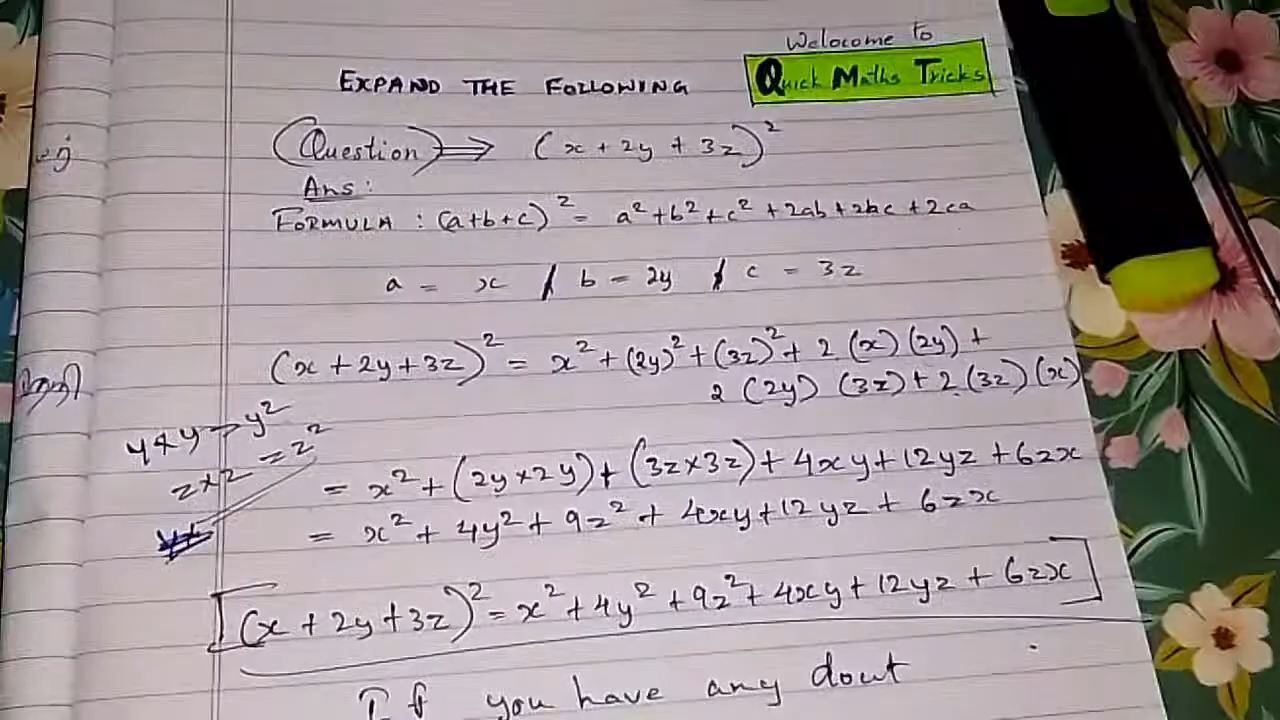 Welocome to
Quick Maths Tricks
EXPAND THE FOLLOWING
(Question) ⇒ (x + 2y + 3z)²
Ans:
FORMULA : (a+b+c)² = a²+b²+c²+2ab+2bc+2ca
a = x / b = 2y / c = 3z
(x + 2y + 3z)² = x² + (2y)² + (3z)² + 2 (x) (2y) +
2 (2y) (3z) + 2 (3z) (x)
y × y → y²
z × z = z²
= x² + (2y × 2y) + (3z × 3z) + 4xy + 12yz + 6zx
= x² + 4y² + 9z² + 4xy + 12yz + 6zx
[(x + 2y + 3z)² = x² + 4y² + 9z² + 4xy + 12yz + 6zx]
If you have any dout